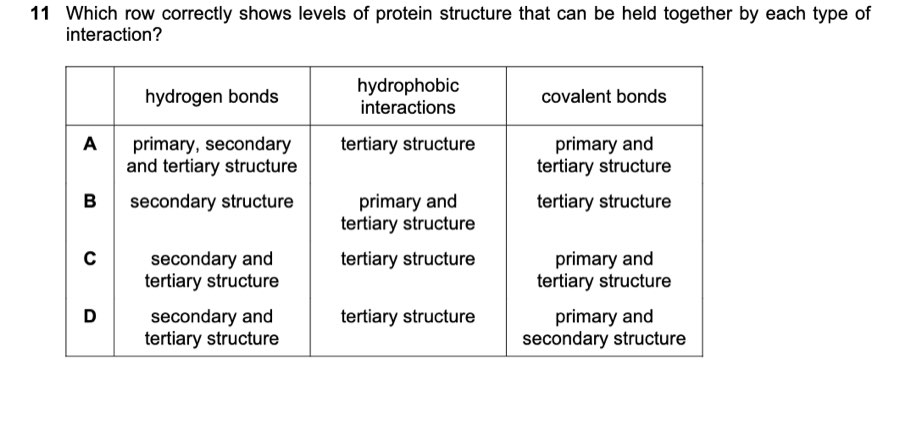 11 Which row correctly shows levels of protein structure that can be held together by each type of
interaction?
hydrogen bonds hydrophobic interactions covalent bonds
A primary, secondary and tertiary structure tertiary structure primary and tertiary structure
B secondary structure primary and tertiary structure tertiary structure
C secondary and tertiary structure tertiary structure primary and tertiary structure
D secondary and tertiary structure tertiary structure primary and secondary structure